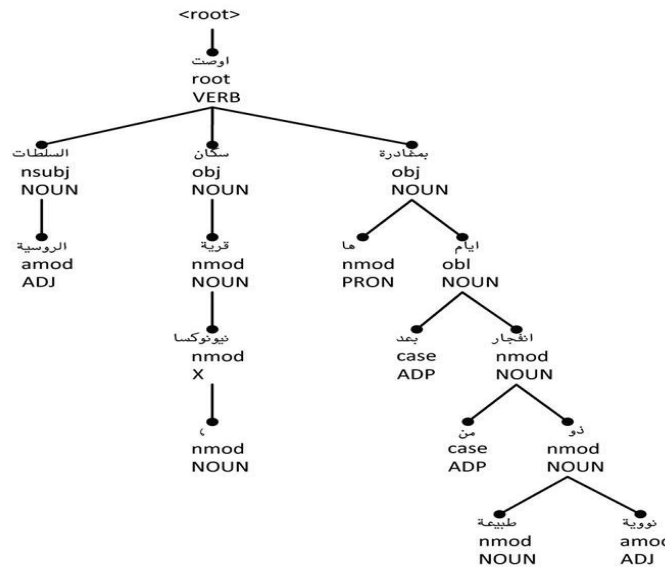 <root>
اوصت
root
VERB
السلطات
nsubj
NOUN
سكان
obj
NOUN
بمغادرة
obj
NOUN
الروسية
amod
ADJ
قرية
nmod
NOUN
ها
nmod
PRON
ايام
obl
NOUN
نيونوكسا
nmod
X
بعد
case
ADP
انفجار
nmod
NOUN
nmod
NOUN
من
case
ADP
ذو
nmod
NOUN
طبيعة
nmod
NOUN
نووية
amod
ADJ